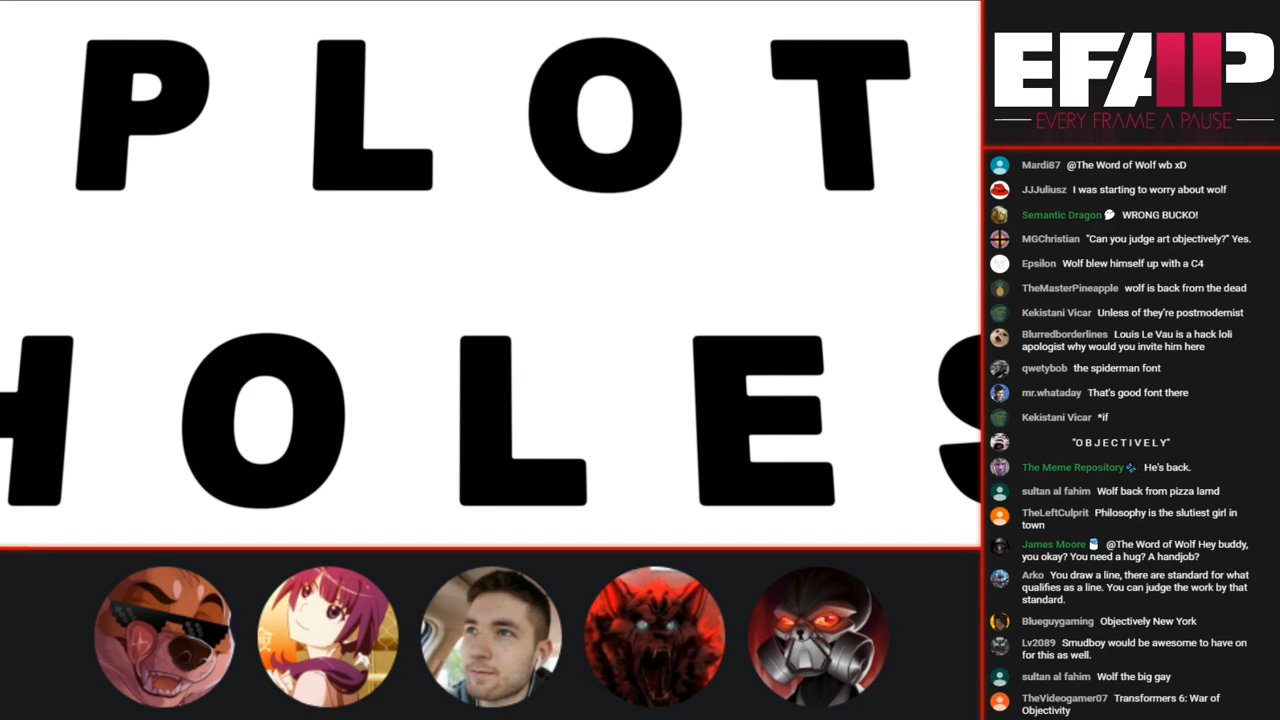 PLOT
HOLES
EFAP
EVERY FRAME A PAUSE
Mardi87 @The Word of Wolf wb xD
JJJuliusz I was starting to worry about wolf
Semantic Dragon WRONG BUCKO!
MGChristian "Can you judge art objectively?" Yes.
Epsilon Wolf blew himself up with a C4
TheMasterPineapple wolf is back from the dead
Kekistani Vicar Unless of they're postmodernist
Blurredborderlines Louis Le Vau is a hack loli
apologist why would you invite him here
qwetybob the spiderman font
mr.whataday That's good font there
Kekistani Vicar *if
"O B J E C T I V E L Y"
The Meme Repository He's back.
sultan al fahim Wolf back from pizza lamd
TheLeftCulprit Philosophy is the slutiest girl in
town
James Moore @The Word of Wolf Hey buddy,
you okay? You need a hug? A handjob?
Arko You draw a line, there are standard for what
qualifies as a line. You can judge the work by that
standard.
Blueguygaming Objectively New York
Lv2089 Smudboy would be awesome to have on
for this as well.
sultan al fahim Wolf the big gay
TheVideogamer07 Transformers 6: War of
Objectivity